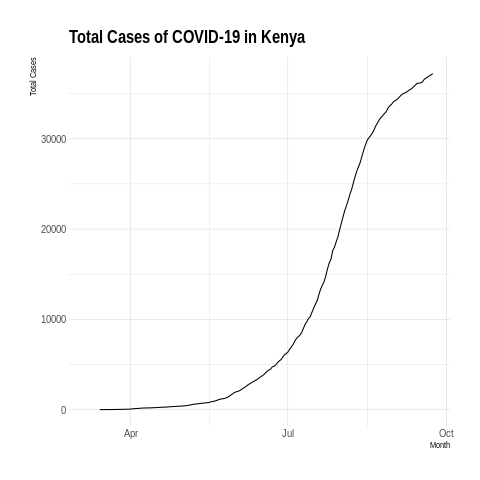 Total Cases of COVID-19 in Kenya
Total Cases
30000
20000
10000
0
Apr Jul Oct
Month